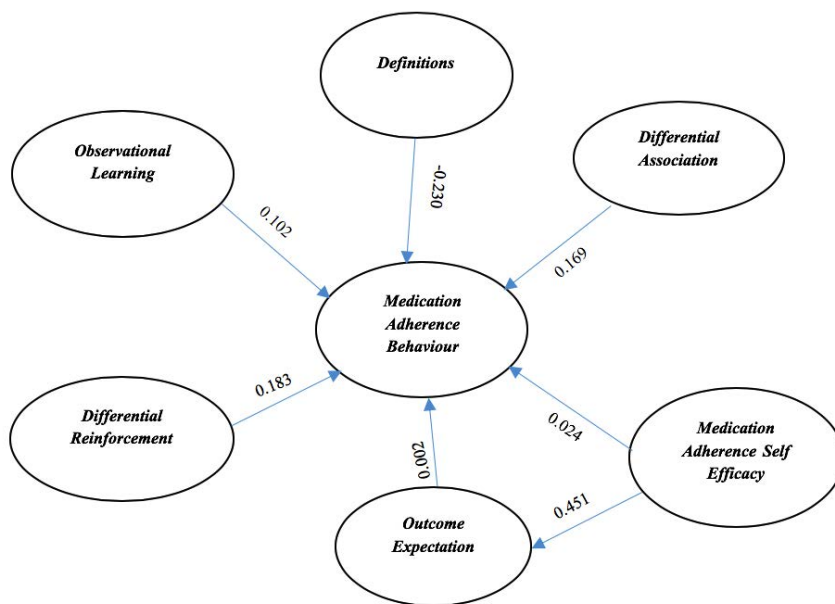 Definitions
Observational
Learning
Differential
Association
-0.230
0.102
0.169
Medication
Adherence
Behaviour
0.183
Differential
Reinforcement
0.024
Medication
Adherence Self
Efficacy
0.002
0.451
Outcome
Expectation